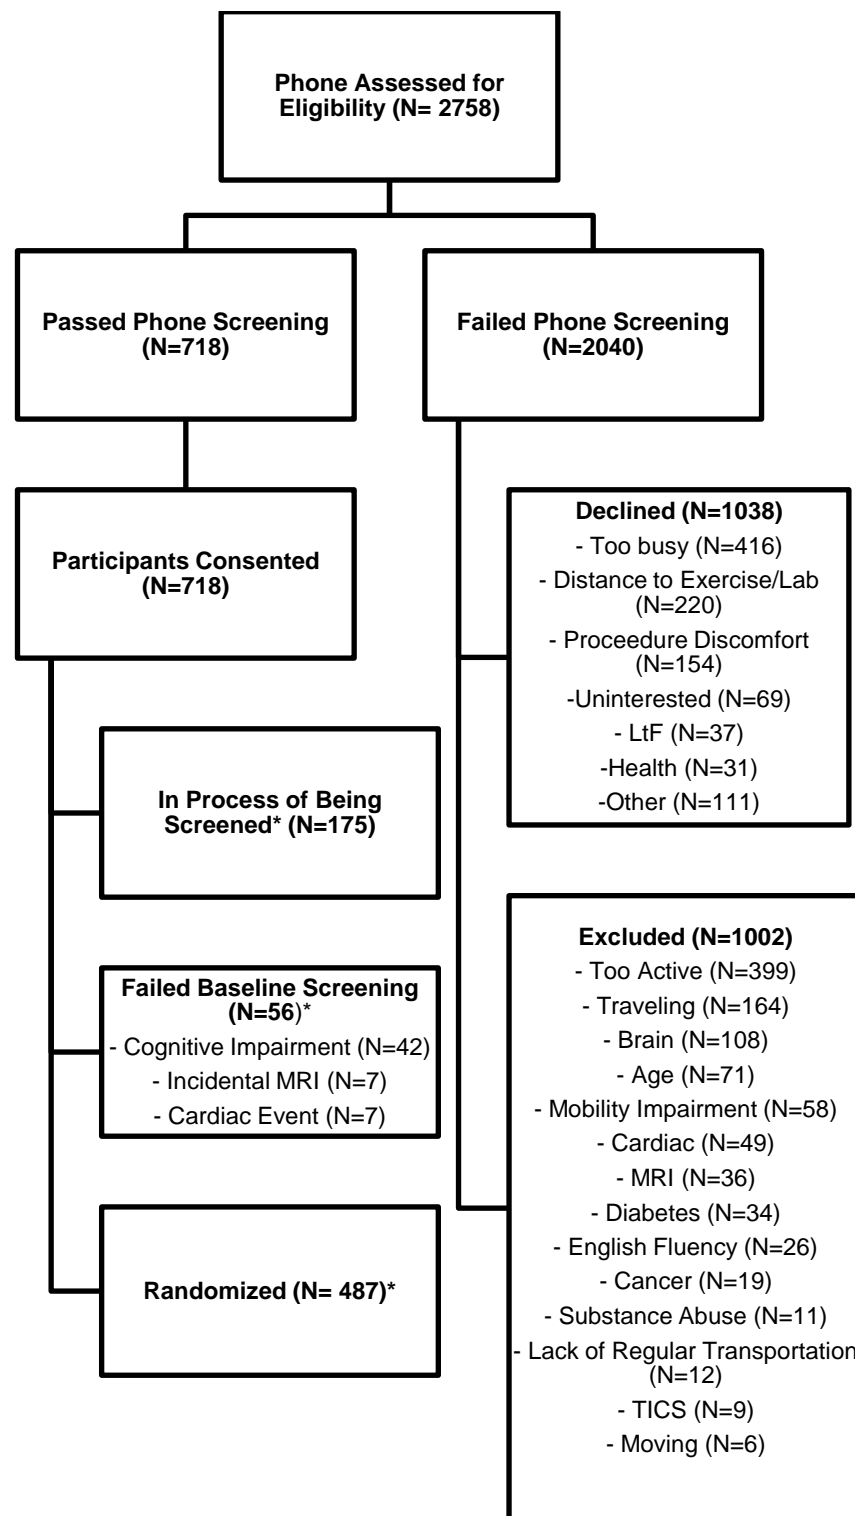 Phone Assessed for
Eligibility (N= 2758)
Passed Phone Screening
(N=718)
Failed Phone Screening
(N=2040)
Participants Consented
(N=718)
In Process of Being
Screened* (N=175)
Failed Baseline Screening
(N=56)*
- Cognitive Impairment (N=42)
- Incidental MRI (N=7)
- Cardiac Event (N=7)
Randomized (N= 487)*
Declined (N=1038)
- Too busy (N=416)
- Distance to Exercise/Lab
(N=220)
- Proceedure Discomfort
(N=154)
-Uninterested (N=69)
- LtF (N=37)
-Health (N=31)
-Other (N=111)
Excluded (N=1002)
- Too Active (N=399)
- Traveling (N=164)
- Brain (N=108)
- Age (N=71)
- Mobility Impairment (N=58)
- Cardiac (N=49)
- MRI (N=36)
- Diabetes (N=34)
- English Fluency (N=26)
- Cancer (N=19)
- Substance Abuse (N=11)
- Lack of Regular Transportation
(N=12)
- TICS (N=9)
- Moving (N=6)